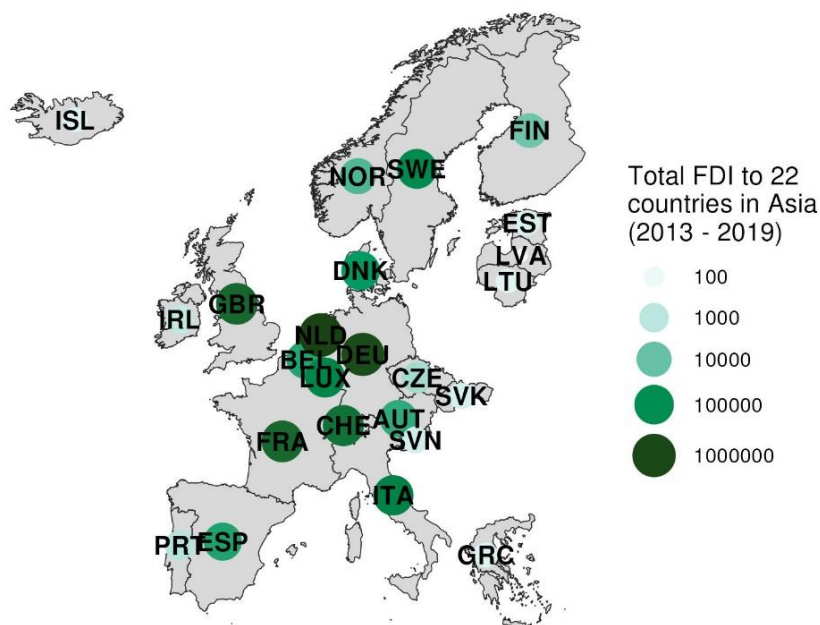 ISL
FIN
NOR
SWE
EST
LVA
LTU
DNK
GBR
IRL
NLD
DEU
BEL
LUX
CZE
SVK
AUT
CHE
SVN
FRA
ITA
PRT
ESP
GRC
Total FDI to 22
countries in Asia
(2013 - 2019)
100
1000
10000
100000
1000000